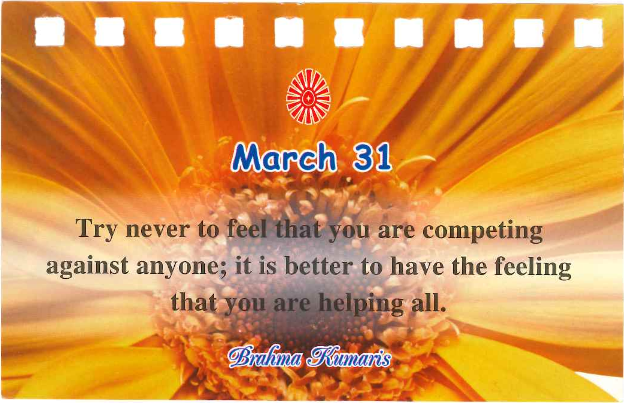 March 31
Try never to feel that you are competing
against anyone; it is better to have the feeling
that you are helping all.
Brahma Kumaris